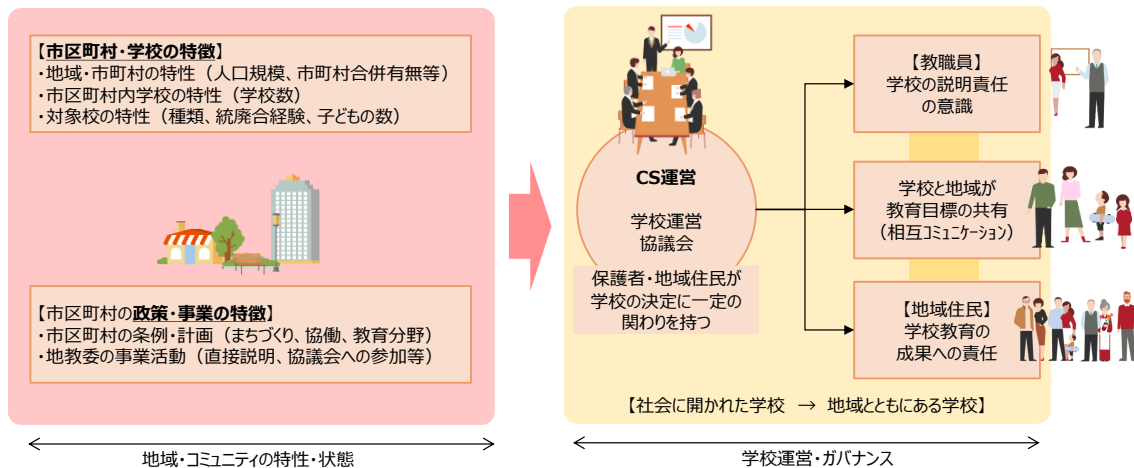 【市区町村・学校の特徴】
・地域・市町村の特性（人口規模、市町村合併有無等）
・市区町村内学校の特性（学校数）
・対象校の特性（種類、統廃合経験、子どもの数）
【市区町村の政策・事業の特徴】
・市区町村の条例・計画（まちづくり、協働、教育分野）
・地教委の事業活動（直接説明、協議会への参加等）
地域・コミュニティの特性・状態
CS運営
学校運営
協議会
保護者・地域住民が
学校の決定に一定の
関わりを持つ
【教職員】
学校の説明責任
の意識
学校と地域が
教育目標の共有
（相互コミュニケーション）
【地域住民】
学校教育の
成果への責任
【社会に開かれた学校　→　地域とともにある学校】
学校運営・ガバナンス